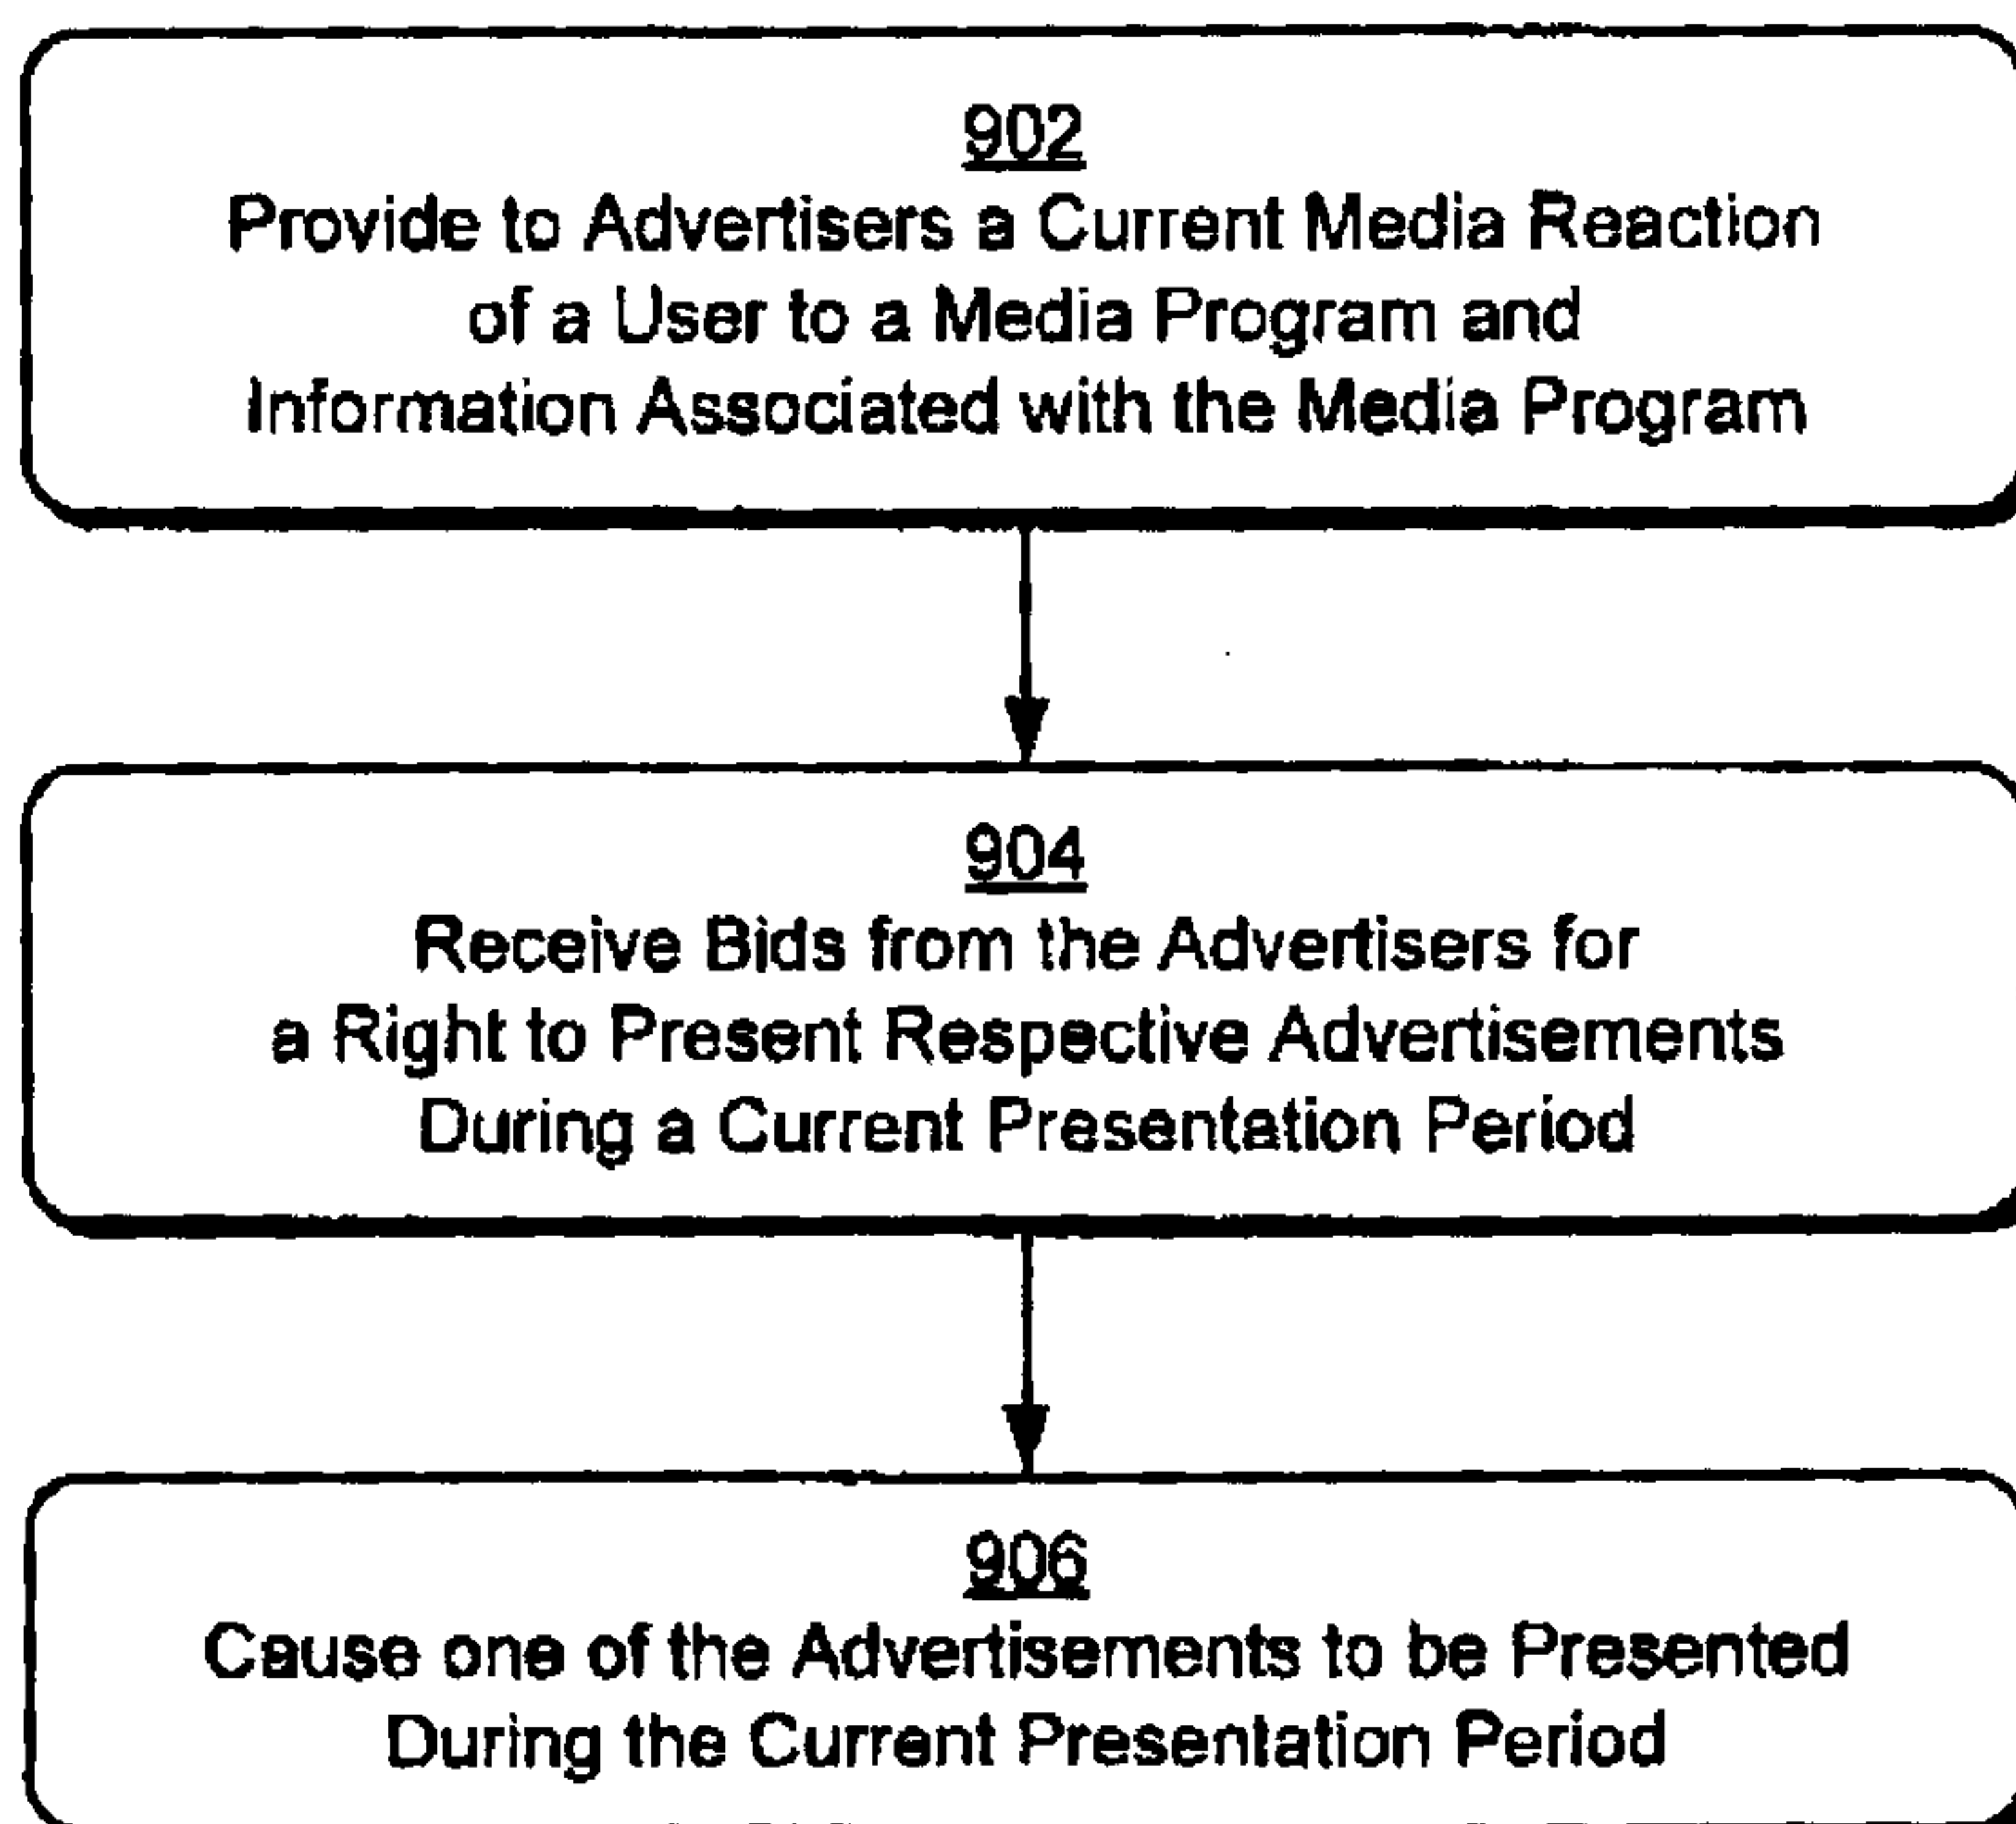 902
Provide to Advertisers a Current Media Reaction
of a User to a Media Program and
Information Associated with the Media Program
904
Receive Bids from the Advertisers for
a Right to Present Respective Advertisements
During a Current Presentation Period
906
Cause one of the Advertisements to be Presented
During the Current Presentation Period